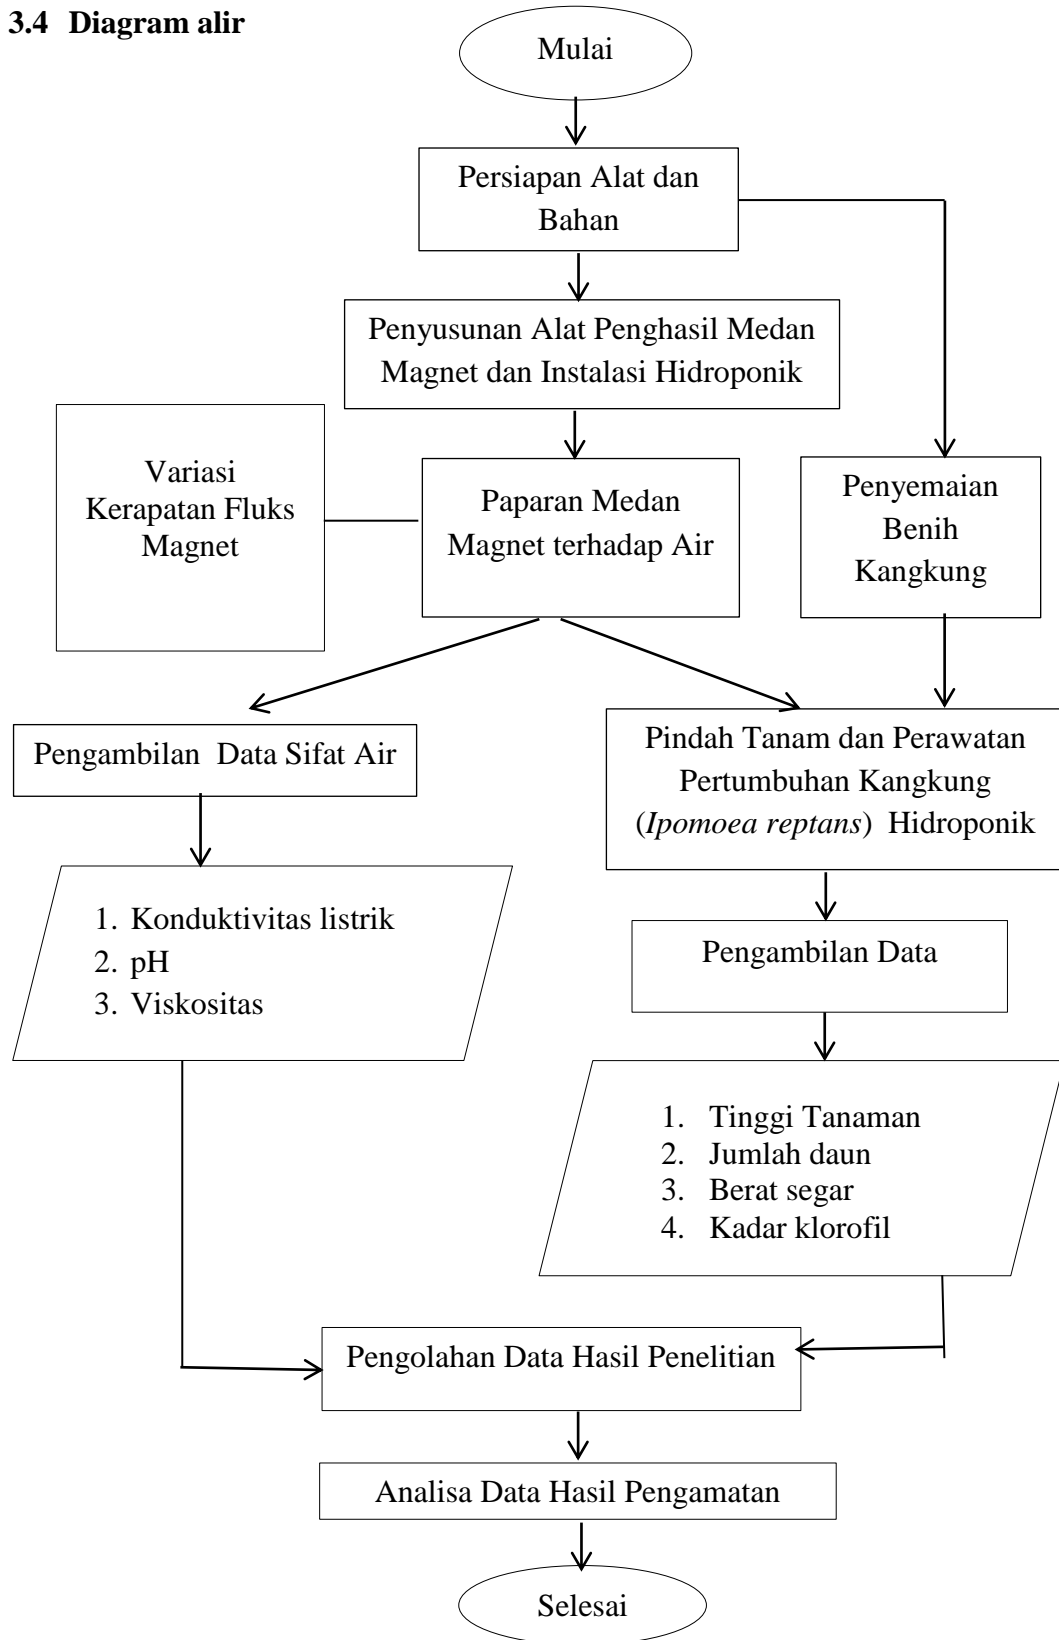 3.4 Diagram alir
Mulai
Persiapan Alat dan
Bahan
Penyusunan Alat Penghasil Medan
Magnet dan Instalasi Hidroponik
Variasi
Kerapatan Fluks
Magnet
Paparan Medan
Magnet terhadap Air
Penyemaian
Benih
Kangkung
Pengambilan Data Sifat Air
Pindah Tanam dan Perawatan
Pertumbuhan Kangkung
(Ipomoea reptans) Hidroponik
1. Konduktivitas listrik
2. pH
3. Viskositas
Pengambilan Data
1. Tinggi Tanaman
2. Jumlah daun
3. Berat segar
4. Kadar klorofil
Pengolahan Data Hasil Penelitian
Analisa Data Hasil Pengamatan
Selesai